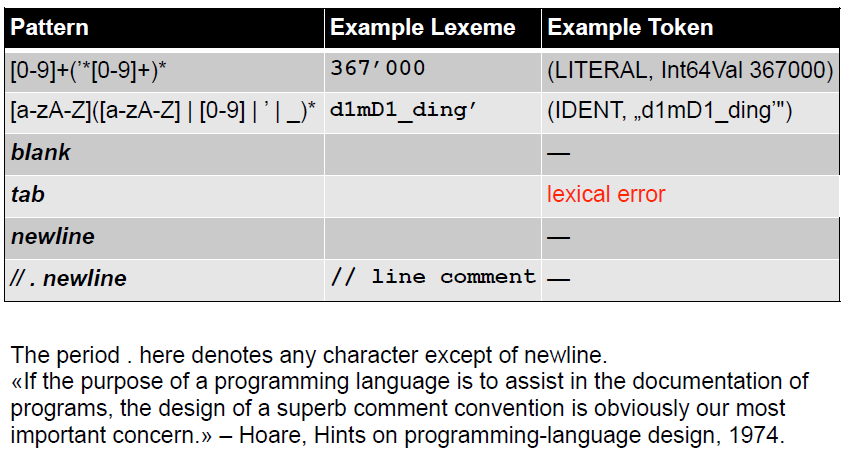 Pattern Example Lexeme Example Token
[0-9]+(’*[0-9]+)* 367’000 (LITERAL, Int64Val 367000)
[a-zA-Z]([a-zA-Z] | [0-9] | ’ | _)* d1mD1_ding’ (IDENT, „d1mD1_ding’")
blank —
tab lexical error
newline —
// . newline // line comment —
The period . here denotes any character except of newline.
«If the purpose of a programming language is to assist in the documentation of
programs, the design of a superb comment convention is obviously our most
important concern.» – Hoare, Hints on programming-language design, 1974.